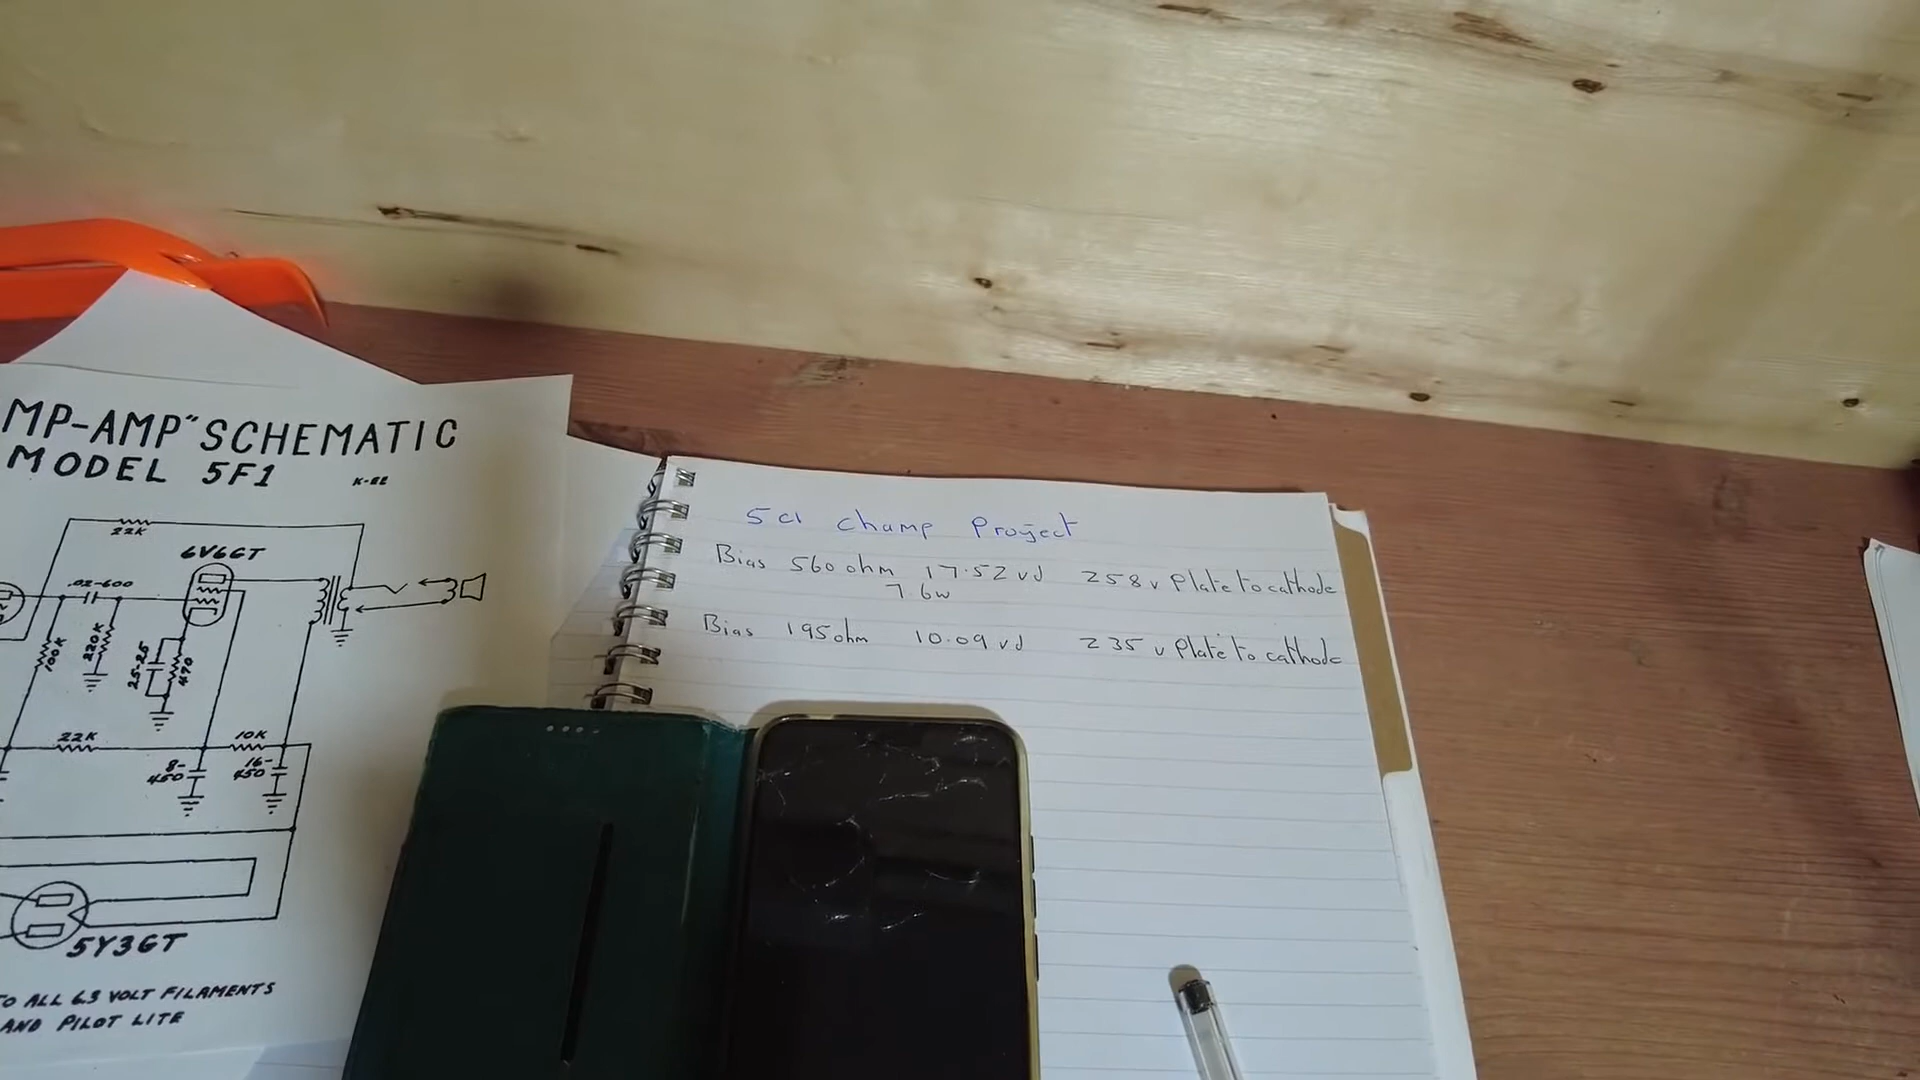 MP-AMP" SCHEMATIC
MODEL 5F1
K-EE
22K
6V6GT
.02-600
100K
220K
25-25
470
22K
10K
8-
450
16-
450
5Y3GT
TO ALL 6.3 VOLT FILAMENTS
AND PILOT LITE
5c1 Champ Project
Bias 560 ohm 17.52 vd 258 v Plate to cathode
7.6w
Bias 195 ohm 10.09 vd 235 v Plate to cathode